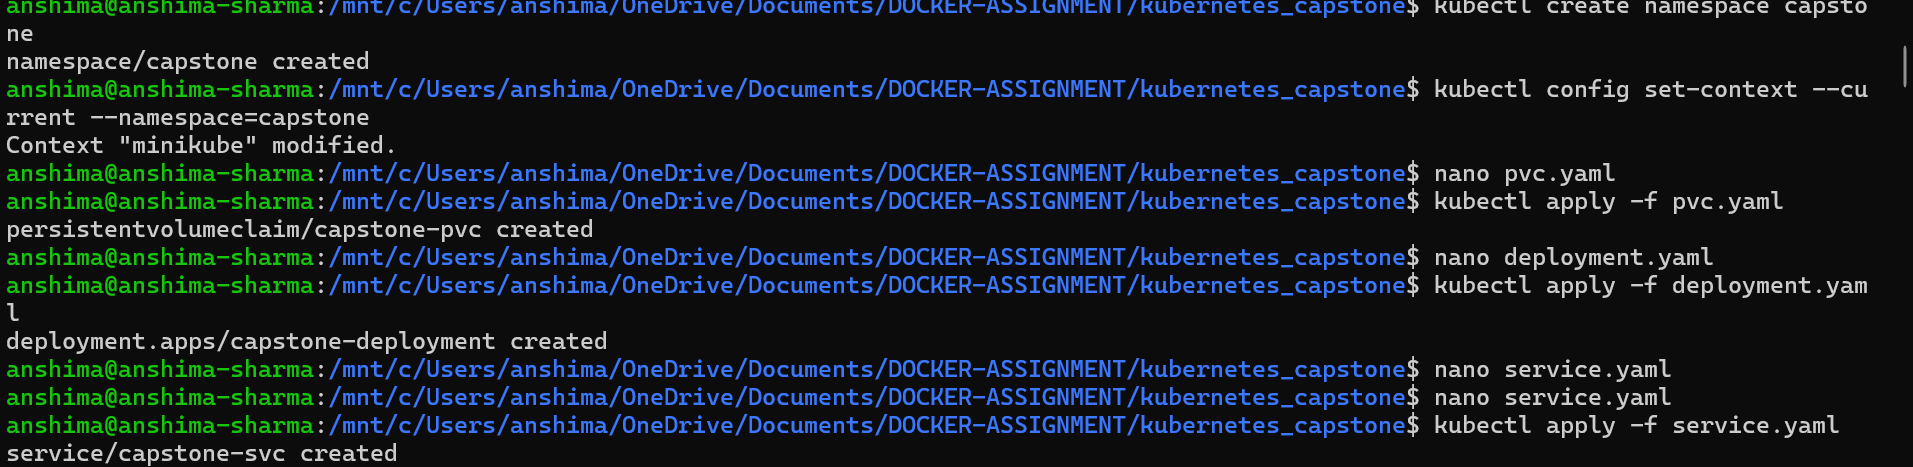 anshima@anshima-sharma:/mnt/c/Users/anshima/OneDrive/Documents/DOCKER-ASSIGNMENT/kubernetes_capstone$ kubectl create namespace capsto
ne
namespace/capstone created
anshima@anshima-sharma:/mnt/c/Users/anshima/OneDrive/Documents/DOCKER-ASSIGNMENT/kubernetes_capstone$ kubectl config set-context --cu
rrent --namespace=capstone
Context "minikube" modified.
anshima@anshima-sharma:/mnt/c/Users/anshima/OneDrive/Documents/DOCKER-ASSIGNMENT/kubernetes_capstone$ nano pvc.yaml
anshima@anshima-sharma:/mnt/c/Users/anshima/OneDrive/Documents/DOCKER-ASSIGNMENT/kubernetes_capstone$ kubectl apply -f pvc.yaml
persistentvolumeclaim/capstone-pvc created
anshima@anshima-sharma:/mnt/c/Users/anshima/OneDrive/Documents/DOCKER-ASSIGNMENT/kubernetes_capstone$ nano deployment.yaml
anshima@anshima-sharma:/mnt/c/Users/anshima/OneDrive/Documents/DOCKER-ASSIGNMENT/kubernetes_capstone$ kubectl apply -f deployment.yam
l
deployment.apps/capstone-deployment created
anshima@anshima-sharma:/mnt/c/Users/anshima/OneDrive/Documents/DOCKER-ASSIGNMENT/kubernetes_capstone$ nano service.yaml
anshima@anshima-sharma:/mnt/c/Users/anshima/OneDrive/Documents/DOCKER-ASSIGNMENT/kubernetes_capstone$ nano service.yaml
anshima@anshima-sharma:/mnt/c/Users/anshima/OneDrive/Documents/DOCKER-ASSIGNMENT/kubernetes_capstone$ kubectl apply -f service.yaml
service/capstone-svc created